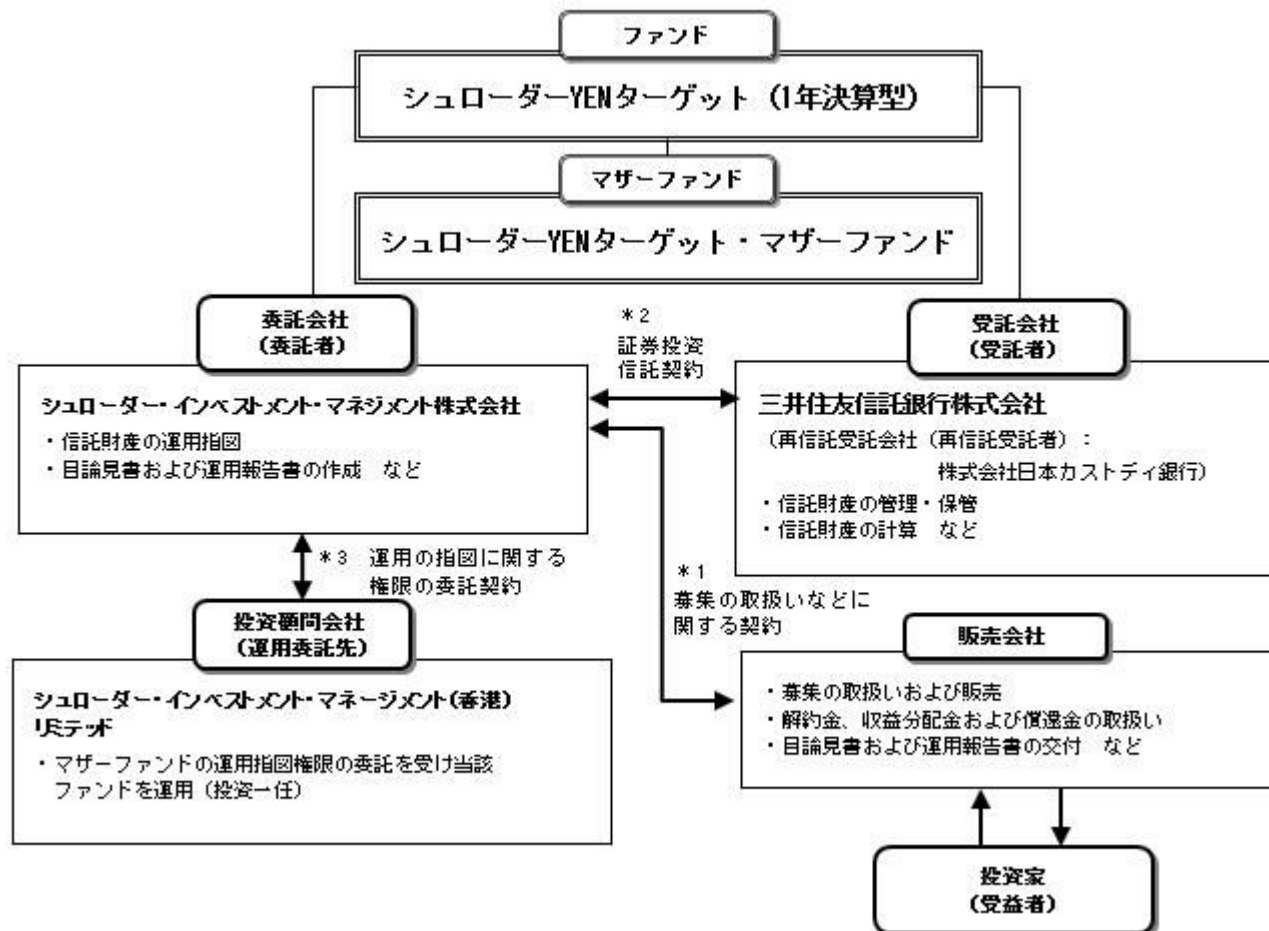 ファンド
シュローダーYENターゲット（1年決算型）
マザーファンド
シュローダーYENターゲット・マザーファンド
委託会社
（委託者）
シュローダー・インベストメント・マネジメント株式会社
・信託財産の運用指図
・目論見書および運用報告書の作成　など
＊2
証券投資
信託契約
受託会社
（受託者）
三井住友信託銀行株式会社
（再信託受託会社（再信託受託者）：
株式会社日本カストディ銀行）
・信託財産の管理・保管
・信託財産の計算　など
＊3　運用の指図に関する
権限の委託契約
＊1
募集の取扱いなどに
関する契約
投資顧問会社
（運用委託先）
シュローダー・インベストメント・マネージメント（香港）
リミテッド
・マザーファンドの運用指図権限の委託を受け当該
ファンドを運用（投資一任）
販売会社
・募集の取扱いおよび販売
・解約金、収益分配金および償還金の取扱い
・目論見書および運用報告書の交付　など
投資家
（受益者）